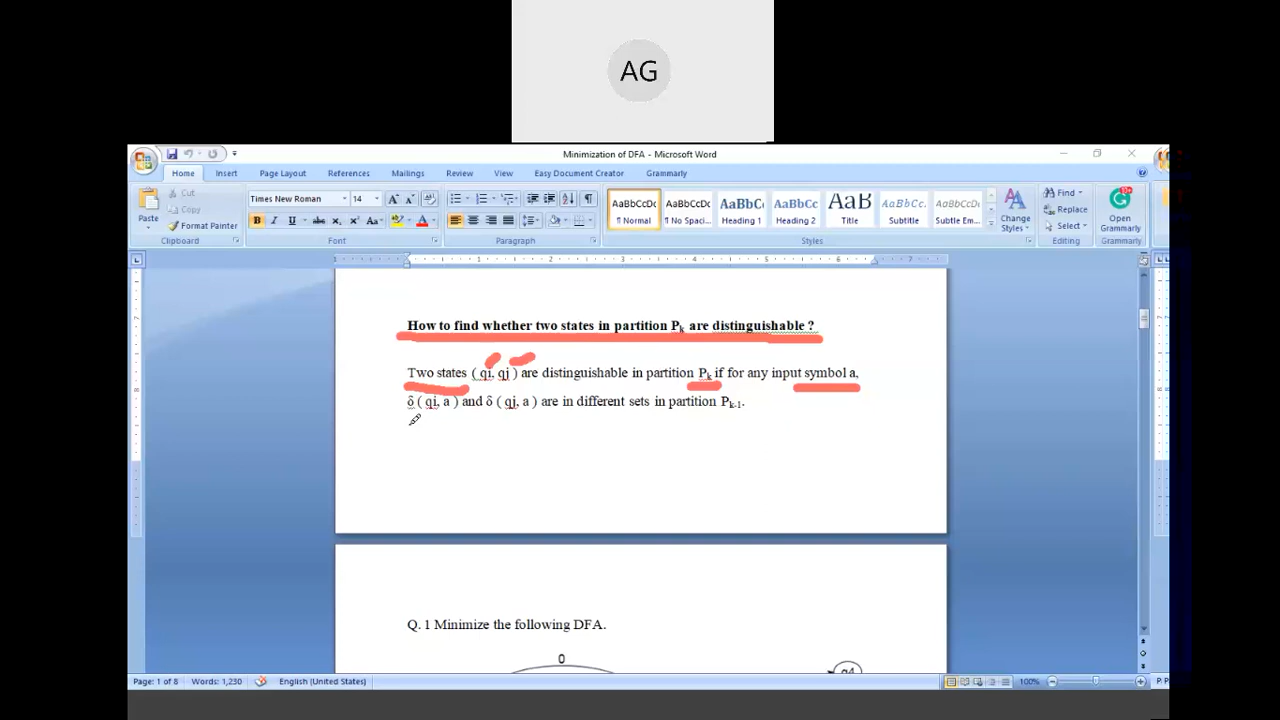 AG
Minimization of DFA - Microsoft Word
Home Insert Page Layout References Mailings Review View Easy Document Creator Grammarly
Paste Cut Copy Format Painter Clipboard
Times New Roman 14 Font
Paragraph
AaBbCcDc ¶ Normal AaBbCcDc ¶ No Spaci... AaBbC Heading 1 AaBbCc Heading 2 AaB Title AaBbCc. Subtitle AaBbCcDc Subtle Em... Change Styles Styles
Find Replace Select Editing
Open Grammarly Grammarly
How to find whether two states in partition Pk are distinguishable ?
Two states ( qi, qj ) are distinguishable in partition Pk if for any input symbol a,
δ ( qi, a ) and δ ( qj, a ) are in different sets in partition Pk-1.
Q. 1 Minimize the following DFA.
0
q4
Page: 1 of 8 Words: 1,230 English (United States) 100%